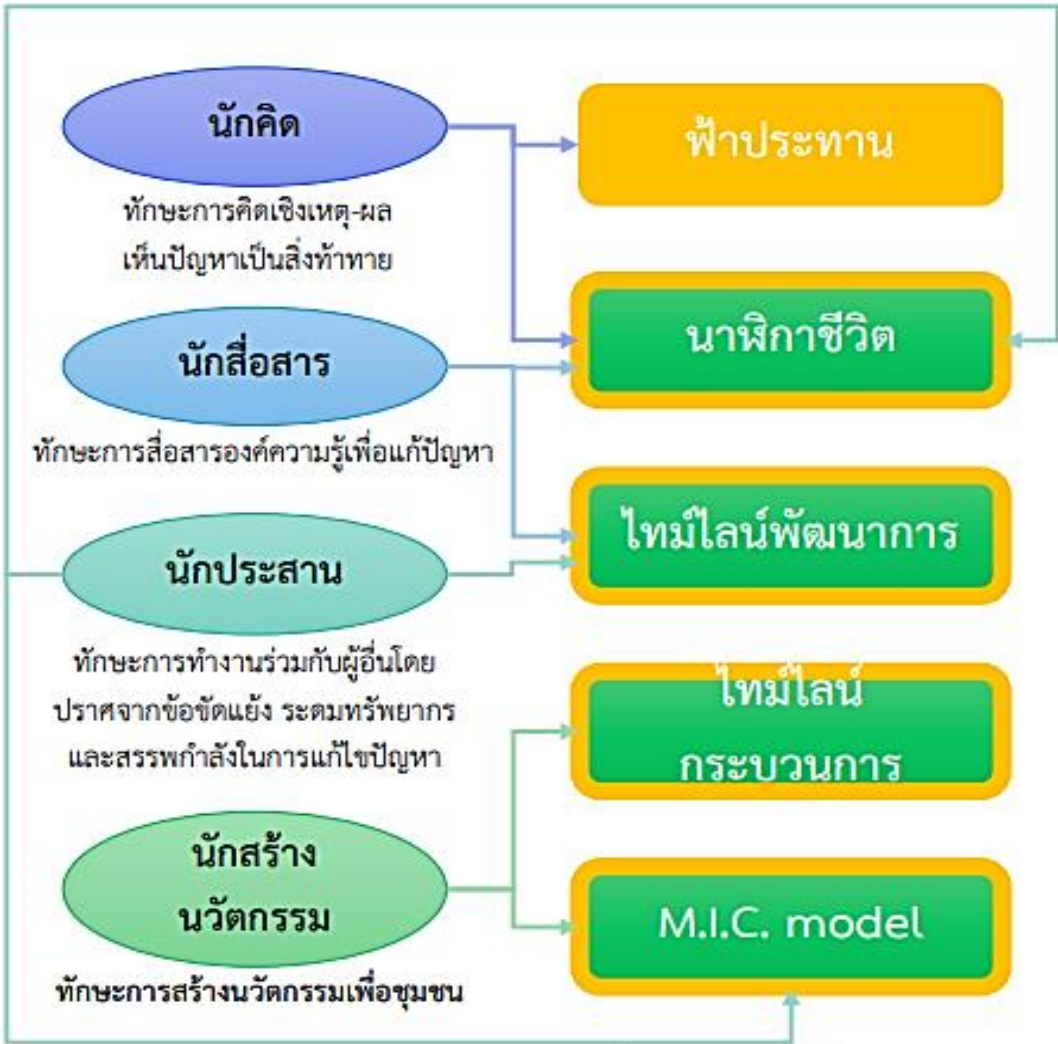 นักคิด
ทักษะการคิดเชิงเหตุ-ผล
เห็นปัญหาเป็นสิ่งท้าทาย
นักสื่อสาร
ทักษะการสื่อสารองค์ความรู้เพื่อแก้ปัญหา
นักประสาน
ทักษะการทำงานร่วมกับผู้อื่นโดย
ปราศจากข้อขัดแย้ง ระดมทรัพยากร
และสรรพกำลังในการแก้ไขปัญหา
นักสร้าง
นวัตกรรม
ทักษะการสร้างนวัตกรรมเพื่อชุมชน
ฟ้าประทาน
นาฬิกาชีวิต
ไทม์ไลน์พัฒนาการ
ไทม์ไลน์
กระบวนการ
M.I.C. model